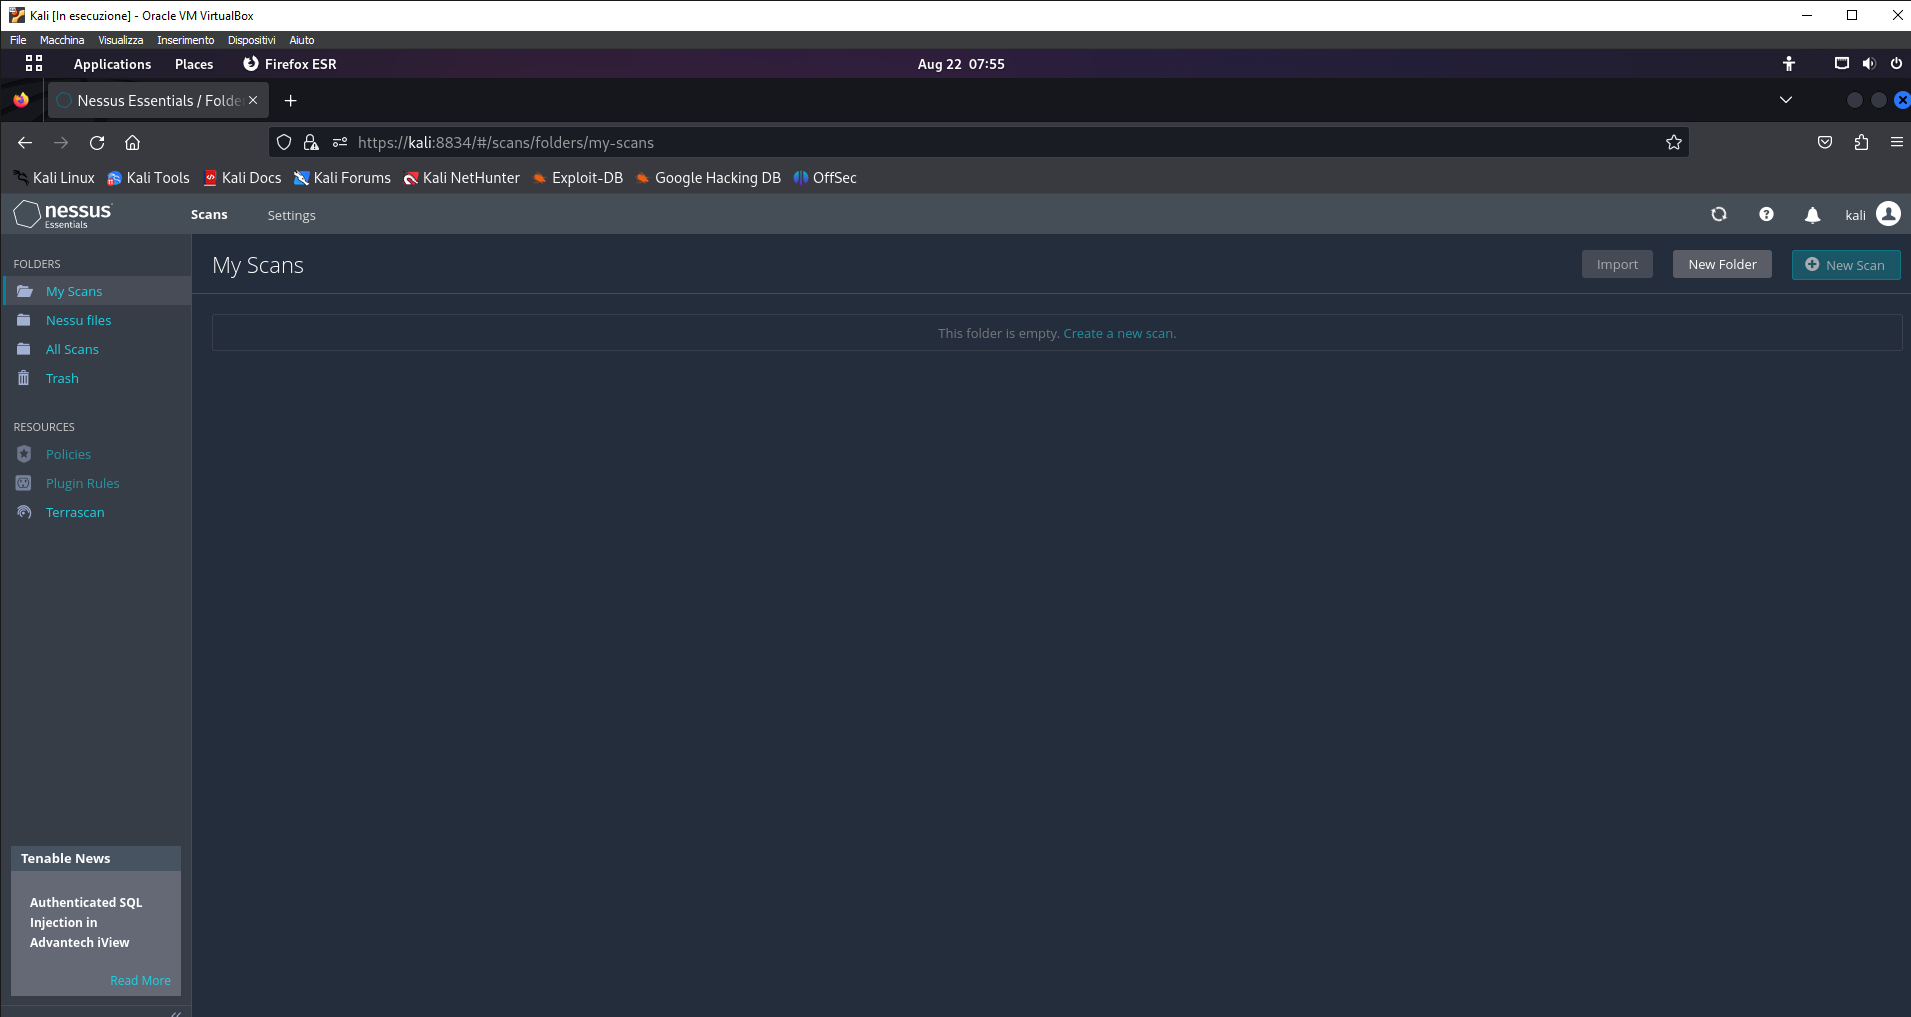 Kali [In esecuzione] - Oracle VM VirtualBox
File Macchina Visualizza Inserimento Dispositivi Aiuto
Applications Places Firefox ESR Aug 22 07:55
Nessus Essentials / Folde
https://kali:8834/#/scans/folders/my-scans
Kali Linux Kali Tools Kali Docs Kali Forums Kali NetHunter Exploit-DB Google Hacking DB OffSec
nessus
Essentials
Scans Settings kali
FOLDERS
My Scans
Nessu files
All Scans
Trash
RESOURCES
Policies
Plugin Rules
Terrascan
My Scans Import New Folder New Scan
This folder is empty. Create a new scan.
Tenable News
Authenticated SQL
Injection in
Advantech iView
Read More